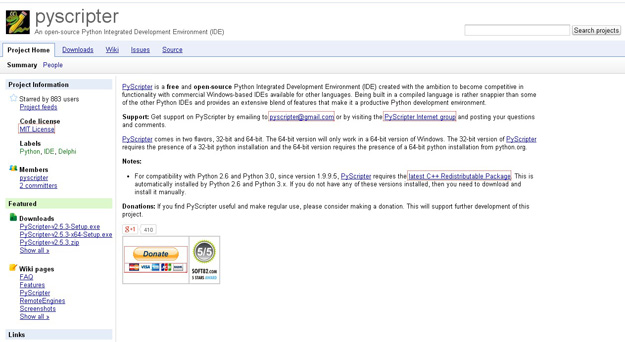 pyscripter
An open-source Python Integrated Development Environment (IDE)
Search projects
Project Home Downloads Wiki Issues Source
Summary People
Project Information
Starred by 883 users
Project feeds
Code license
MIT License
Labels
Python, IDE, Delphi
Members
pyscripter
2 committers
Featured
Downloads
PyScripter-v2.5.3-Setup.exe
PyScripter-v2.5.3-x64-Setup.exe
PyScripter-v2.5.3.zip
Show all »
Wiki pages
FAQ
Features
PyScripter
RemoteEngines
Screenshots
Show all »
Links
PyScripter is a free and open-source Python Integrated Development Environment (IDE) created with the ambition to become competitive in
functionality with commercial Windows-based IDEs available for other languages. Being built in a compiled language is rather snappier than some
of the other Python IDEs and provides an extensive blend of features that make it a productive Python development environment.
Support: Get support on PyScripter by emailing to pyscripter@gmail.com or by visiting the PyScripter Internet group and posting your questions
and comments.
PyScripter comes in two flavors, 32-bit and 64-bit. The 64-bit version will only work in a 64-bit version of Windows. The 32-bit version of PyScripter
requires the presence of a 32-bit python installation and the 64-bit version requires the presence of a 64-bit python installation from python.org.
Notes:
• For compatibility with Python 2.6 and Python 3.0, since version 1.9.9.5, PyScripter requires the latest C++ Redistributable Package. This is
automatically installed by Python 2.6 and Python 3.x. If you do not have any of these versions installed, then you need to download and
install it manually.
Donations: If you find PyScripter useful and make regular use, please consider making a donation. This will support further development of this
project.
g+1 410
Donate
VISA
5/5
SOFT82.COM
5 STARS AWARD